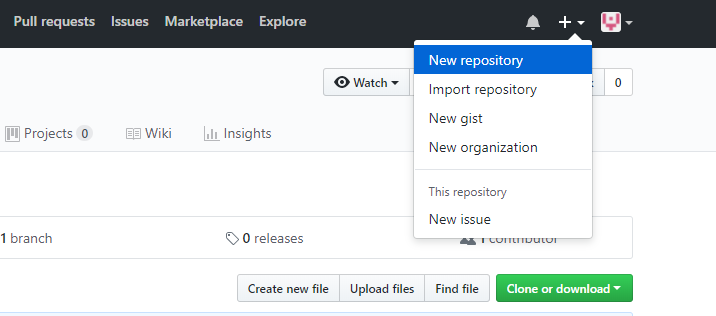 Pull requests Issues Marketplace Explore
New repository
Watch 0
Import repository
New gist
Projects 0 Wiki Insights
New organization
This repository
New issue
1 branch 0 releases 1 contributor
Create new file Upload files Find file Clone or download